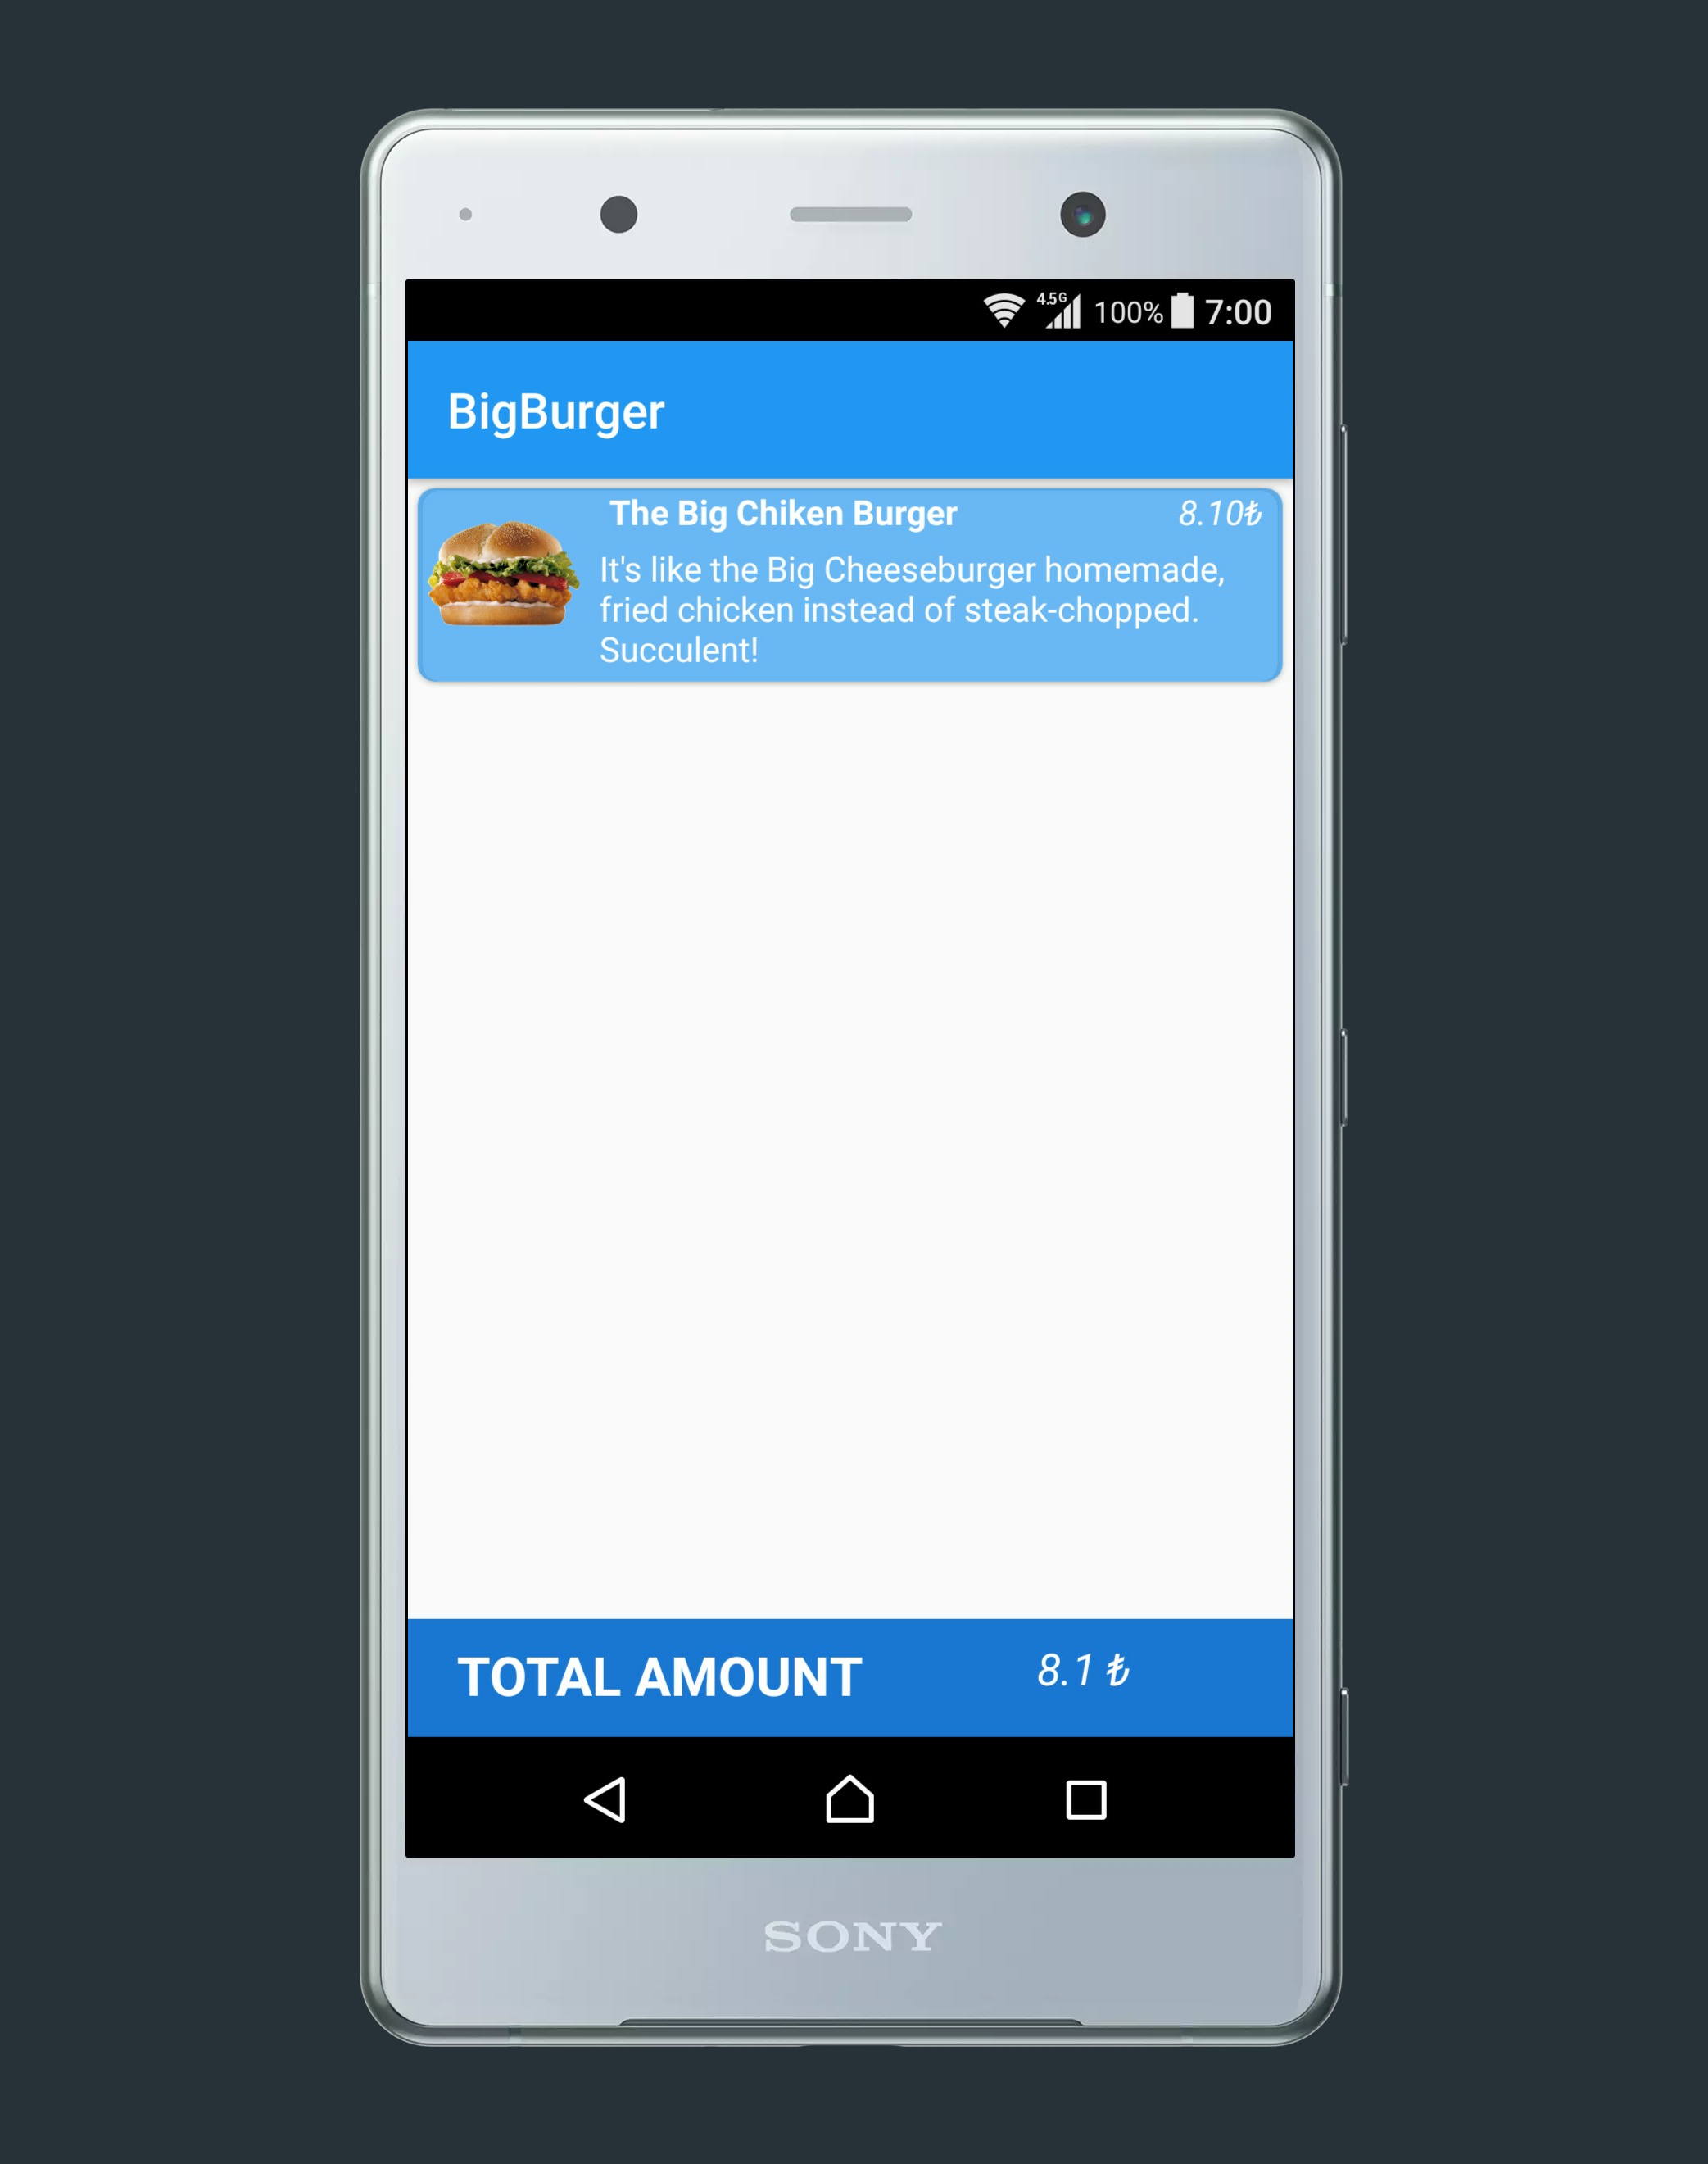 4.5G 100% 7:00
BigBurger
The Big Chiken Burger 8.10₺
It's like the Big Cheeseburger homemade,
fried chicken instead of steak-chopped.
Succulent!
TOTAL AMOUNT 8.1 ₺
SONY